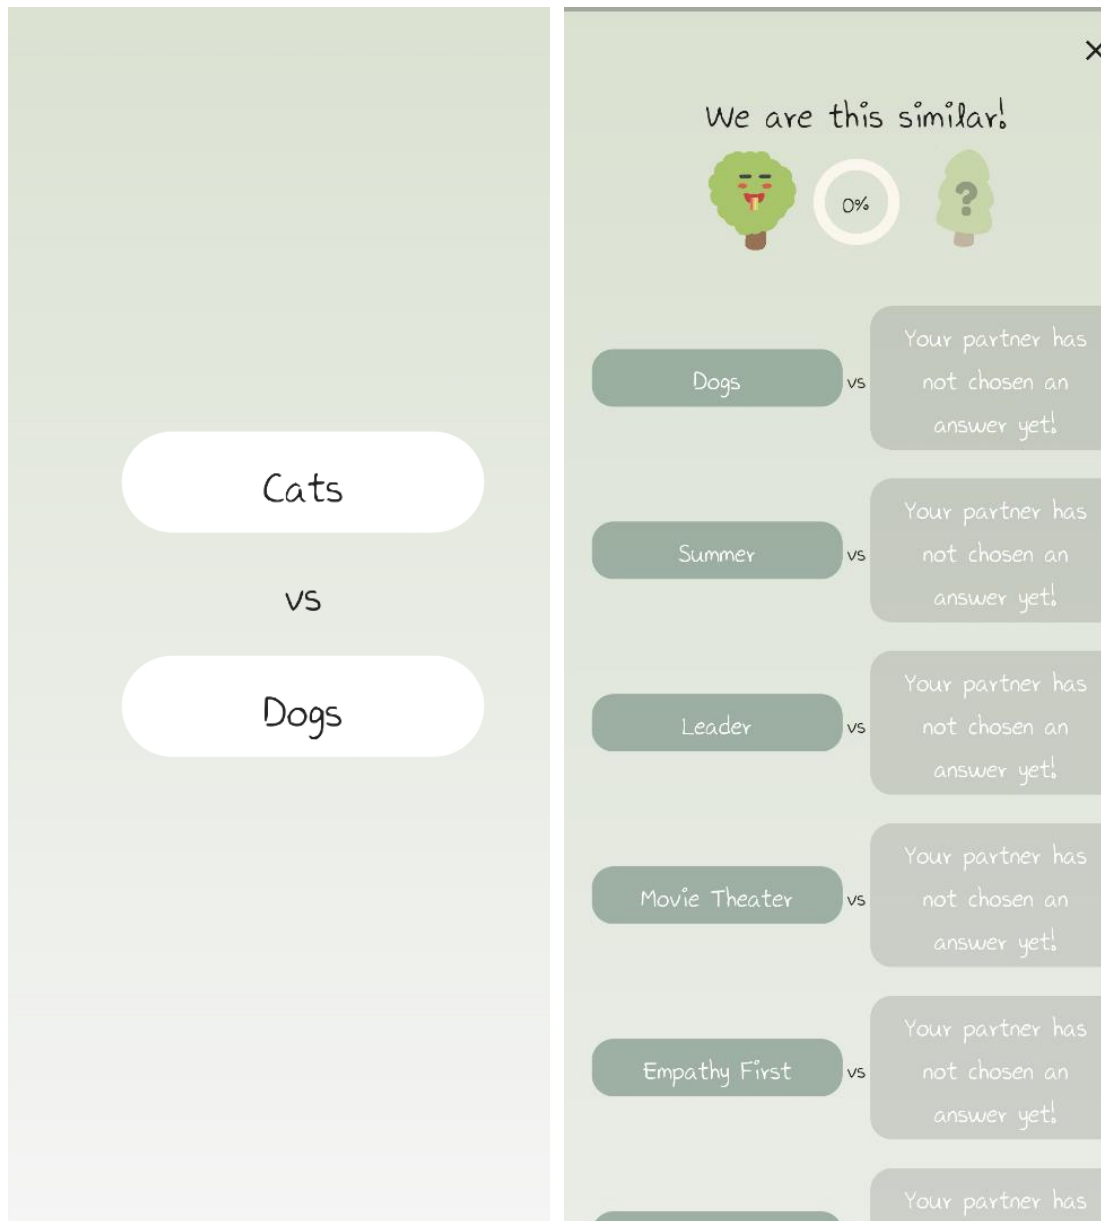 Cats
vs
Dogs
×
We are this similar!
0%
?
Dogs
vs
Your partner has
not chosen an
answer yet!
Summer
vs
Your partner has
not chosen an
answer yet!
Leader
vs
Your partner has
not chosen an
answer yet!
Movie Theater
vs
Your partner has
not chosen an
answer yet!
Empathy First
vs
Your partner has
not chosen an
answer yet!
Your partner has